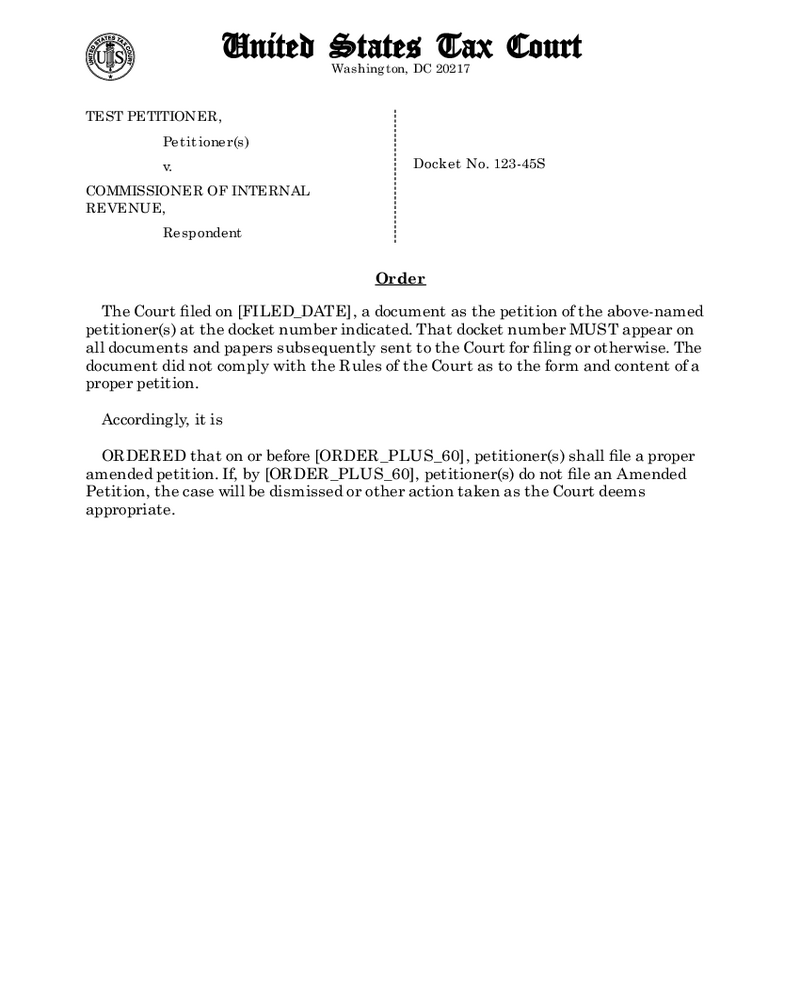 United States Tax Court
Washington, DC 20217
TEST PETITIONER,
Petitioner(s)
v.
COMMISSIONER OF INTERNAL
REVENUE,
Respondent
Docket No. 123-45S
Order
The Court filed on [FILED_DATE], a document as the petition of the above-named
petitioner(s) at the docket number indicated. That docket number MUST appear on
all documents and papers subsequently sent to the Court for filing or otherwise. The
document did not comply with the Rules of the Court as to the form and content of a
proper petition.
Accordingly, it is
ORDERED that on or before [ORDER_PLUS_60], petitioner(s) shall file a proper
amended petition. If, by [ORDER_PLUS_60], petitioner(s) do not file an Amended
Petition, the case will be dismissed or other action taken as the Court deems
appropriate.